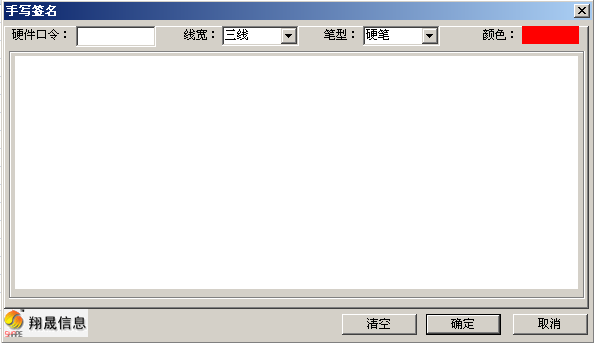 手写签名
硬件口令： 线宽： 三线 笔型： 硬笔 颜色：
翔晟信息 清空 确定 取消